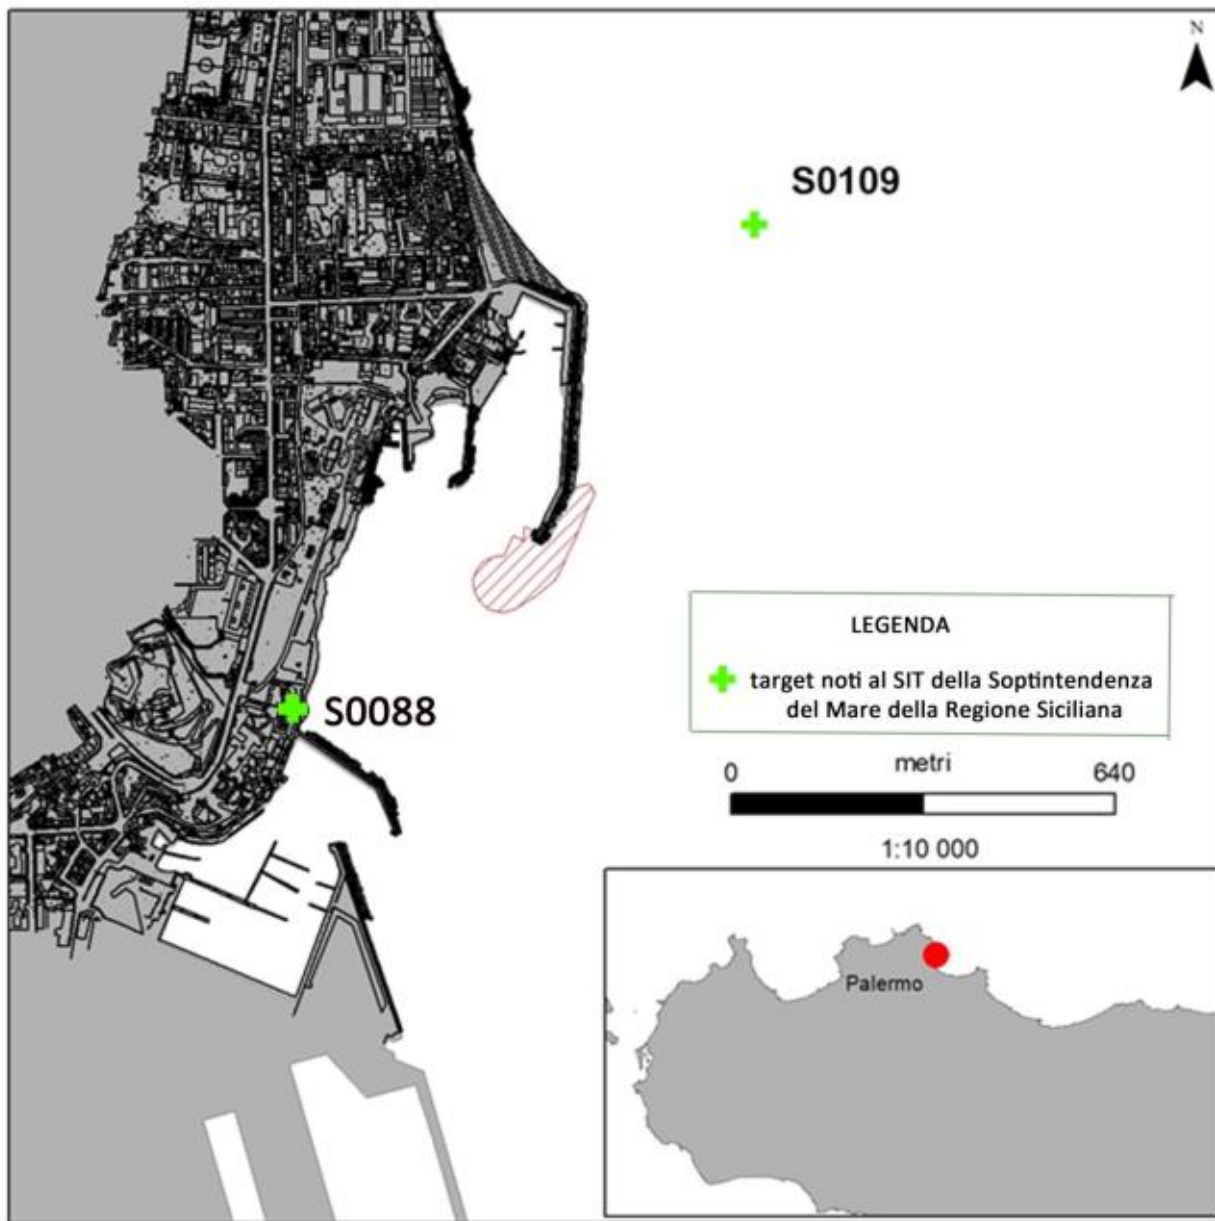 N
S0109
LEGENDA
target noti al SIT della Soptintendenza
del Mare della Regione Siciliana
S0088
metri
0 640
1:10 000
Palermo